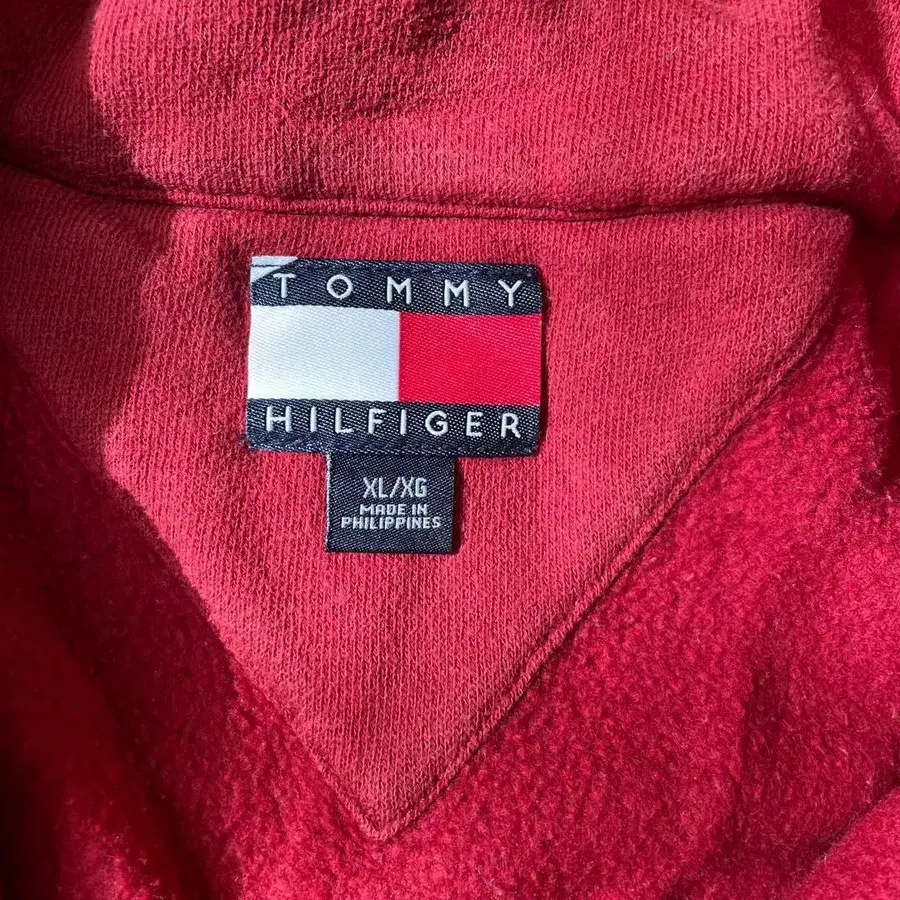 TOMMY
HILFIGER
XL/XG
MADE IN
PHILIPPINES